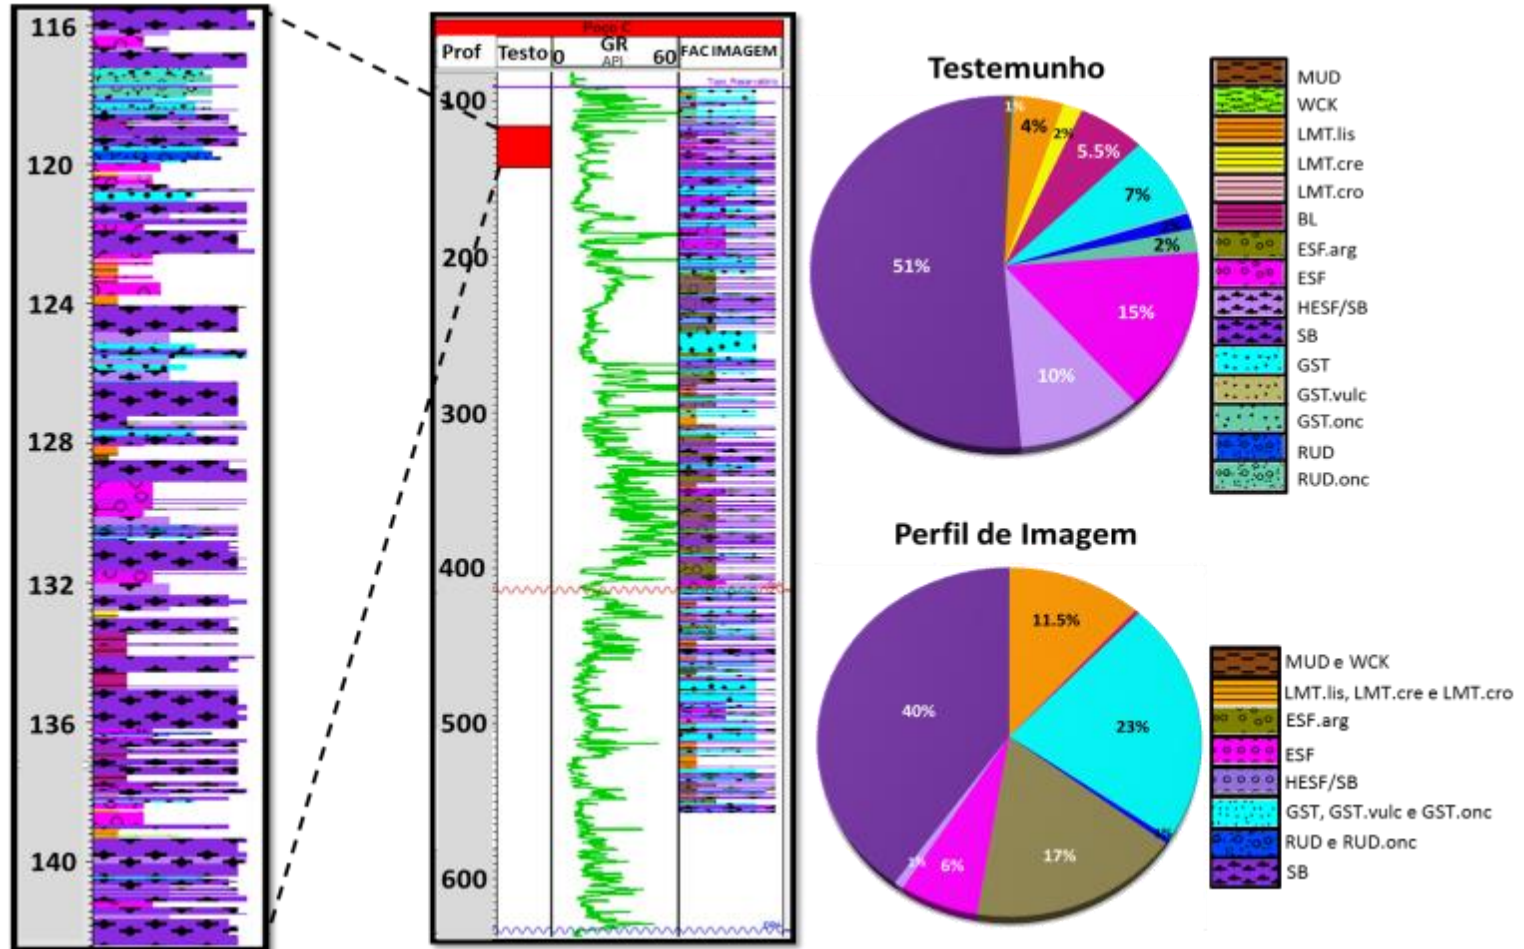 116
120
124
128
132
136
140
Poço C
Prof
Testo
0
GR
API
60
FAC IMAGEM
100
200
300
400
500
600
Testemunho
1%
4%
2%
5.5%
7%
2%
15%
10%
51%
MUD
WCK
LMT.lis
LMT.cre
LMT.cro
BL
ESF.arg
ESF
HESF/SB
SB
GST
GST.vulc
GST.onc
RUD
RUD.onc
Perfil de Imagem
11.5%
23%
1%
17%
6%
40%
MUD e WCK
LMT.lis, LMT.cre e LMT.cro
ESF.arg
ESF
HESF/SB
GST, GST.vulc e GST.onc
RUD e RUD.onc
SB